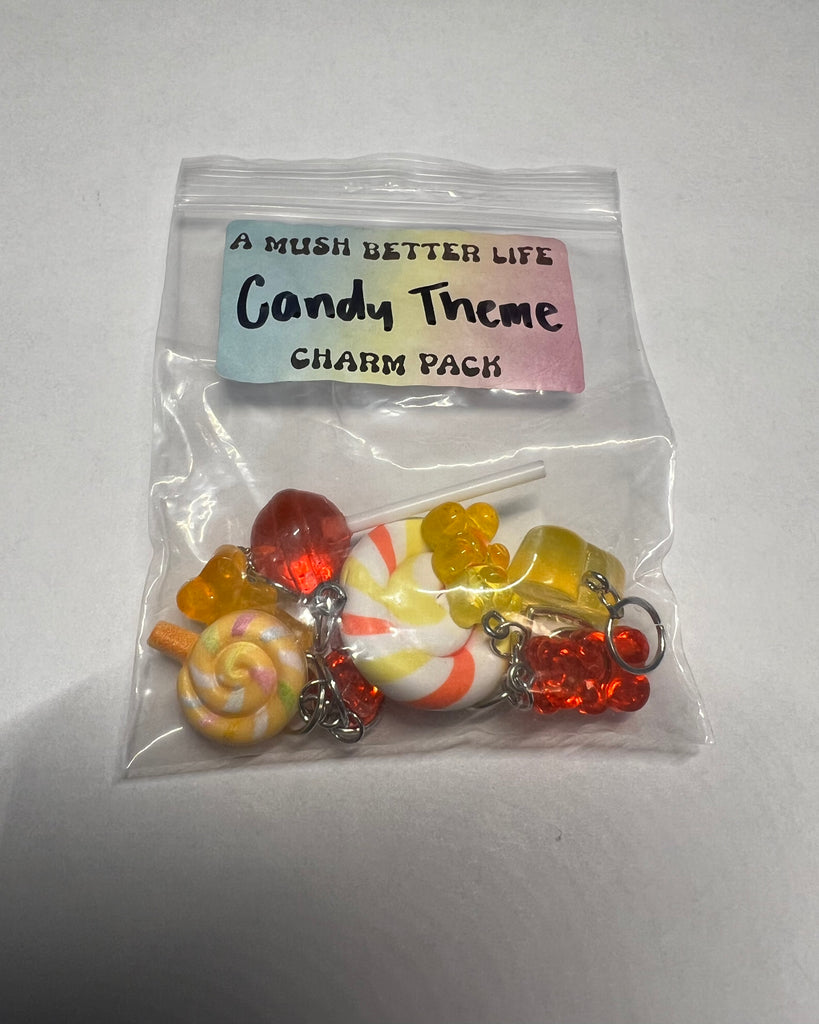 A MUSH BETTER LIFE
Candy Theme
CHARM PACK